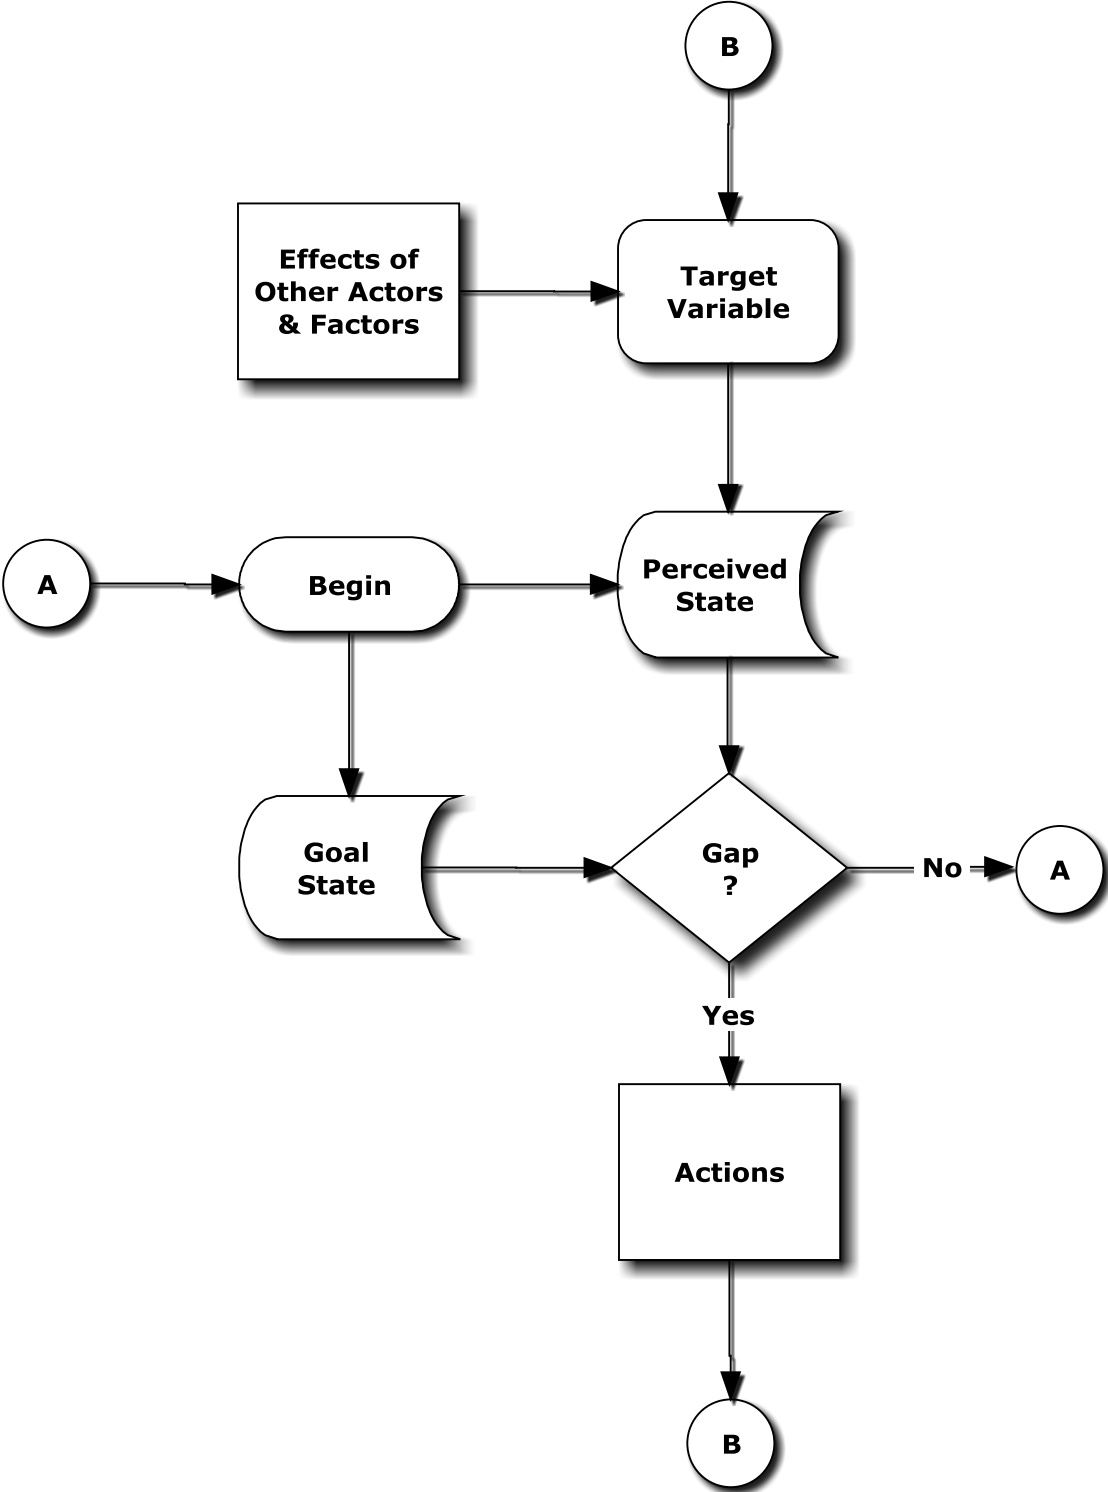 B
Effects of
Other Actors
& Factors
Target
Variable
A
Begin
Perceived
State
Goal
State
Gap
?
No
A
Yes
Actions
B